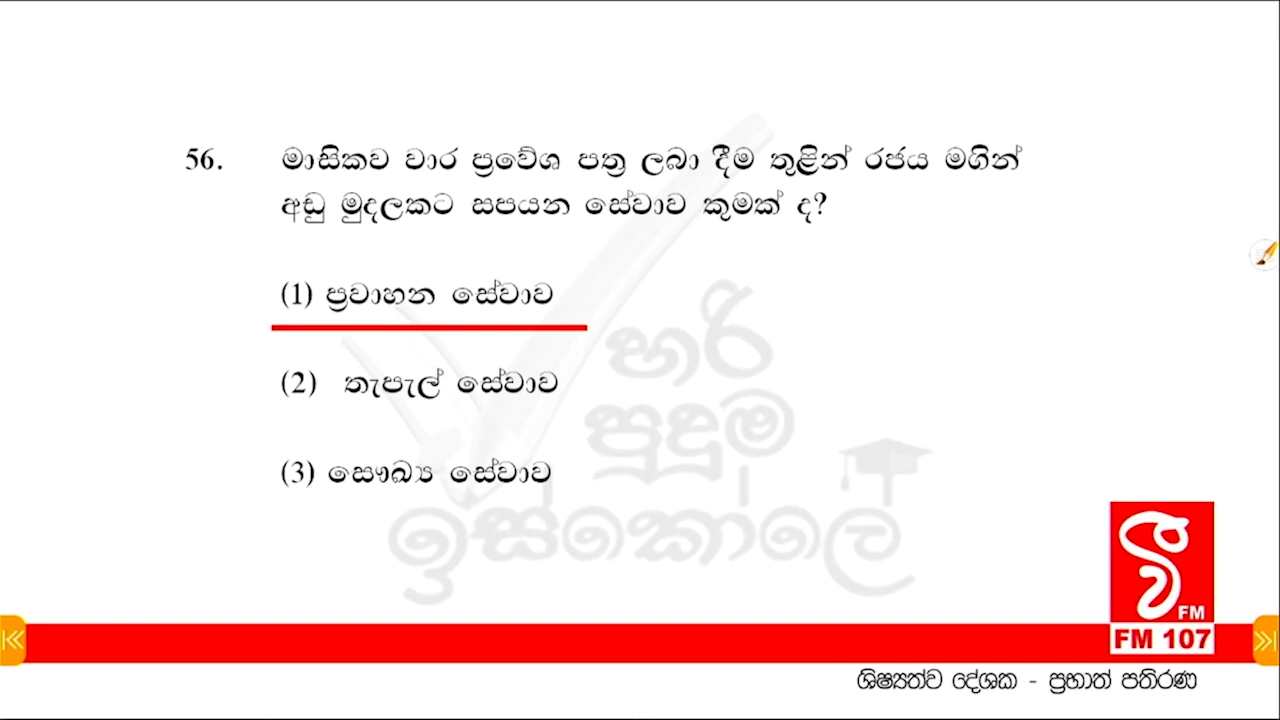 56. මාසිකව වාර ප්‍රවේශ පත්‍ර ලබා දීම තුළින් රජය මගින්
අඩු මුදලකට සපයන සේවාව කුමක් ද?
(1) ප්‍රවාහන සේවාව
(2) තැපැල් සේවාව
(3) සෞඛ්‍ය සේවාව
හරි
පුදුම
ඉස්කෝලේ
වී
FM
FM 107
ශිෂ්‍යත්ව දේශක - ප්‍රභාත් පතිරණ